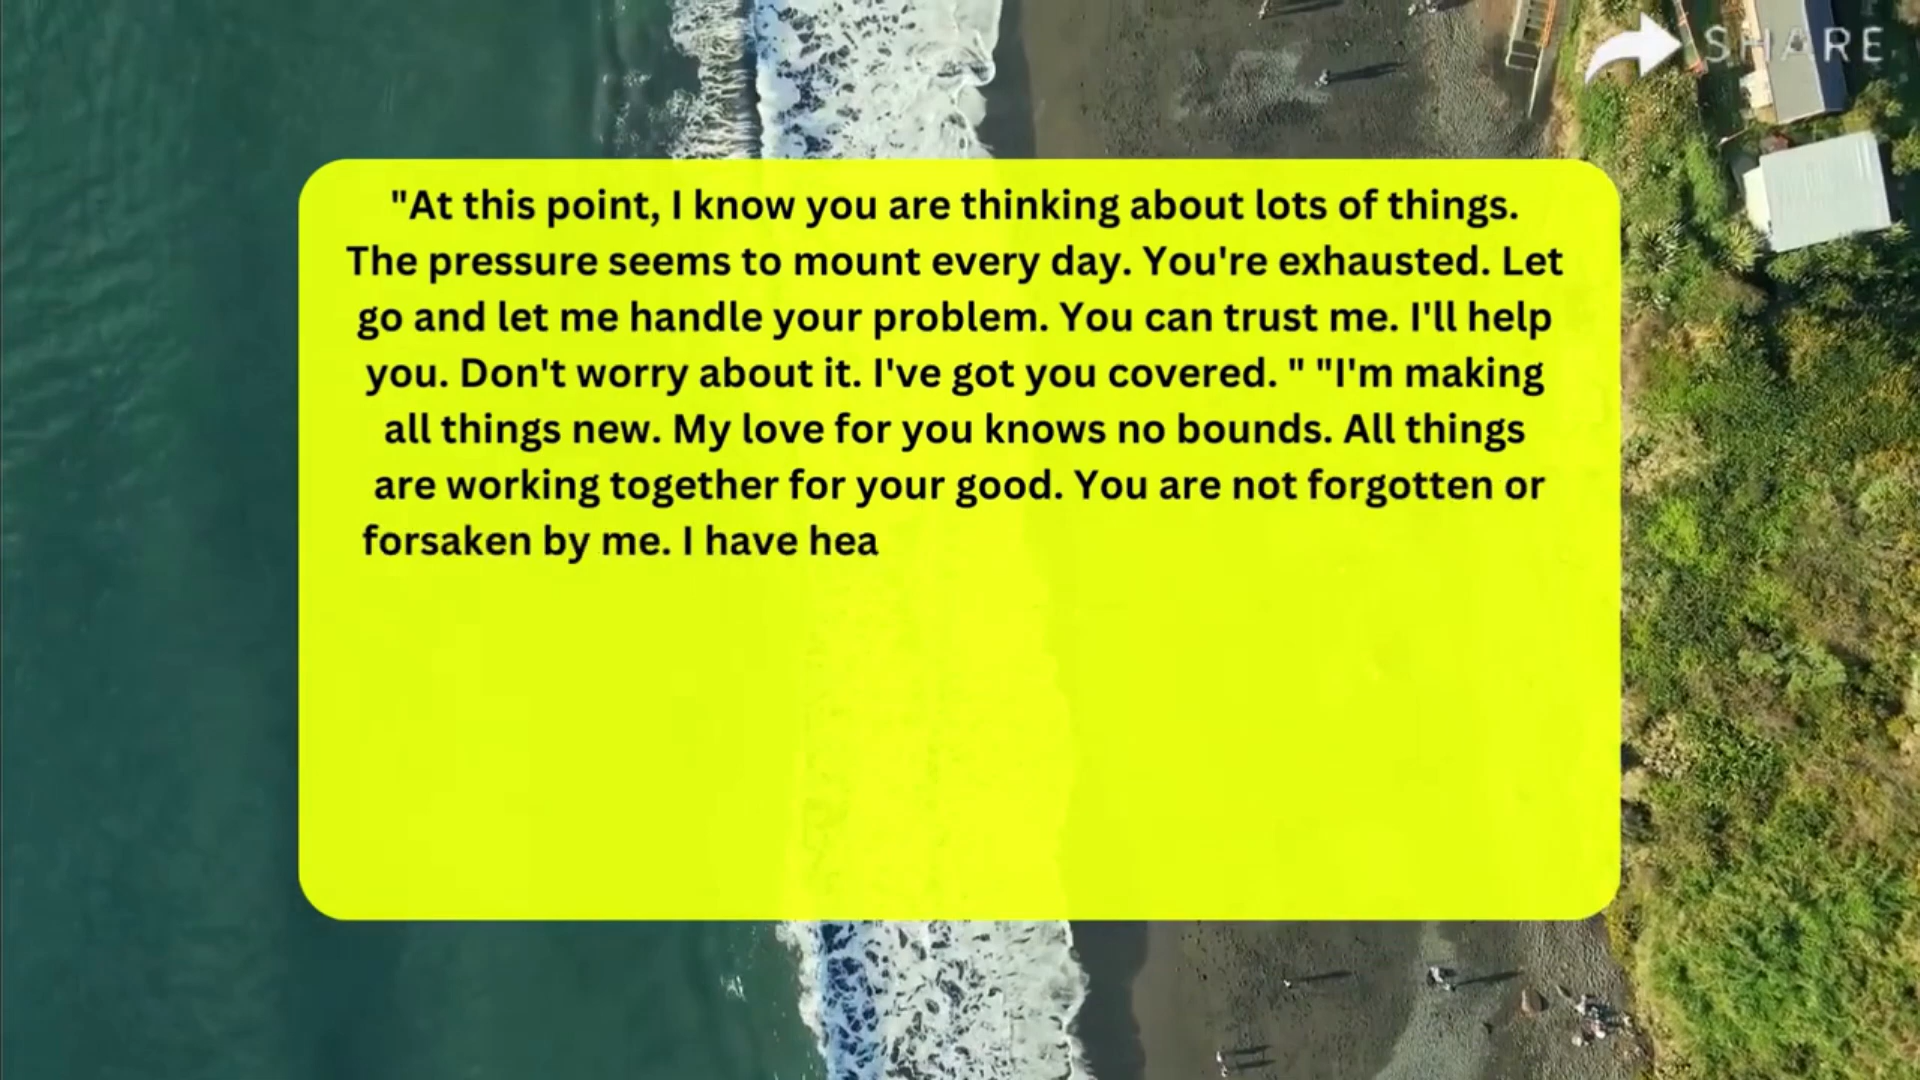 SHARE
"At this point, I know you are thinking about lots of things.
The pressure seems to mount every day. You're exhausted. Let
go and let me handle your problem. You can trust me. I'll help
you. Don't worry about it. I've got you covered. " "I'm making
all things new. My love for you knows no bounds. All things
are working together for your good. You are not forgotten or
forsaken by me. I have hea